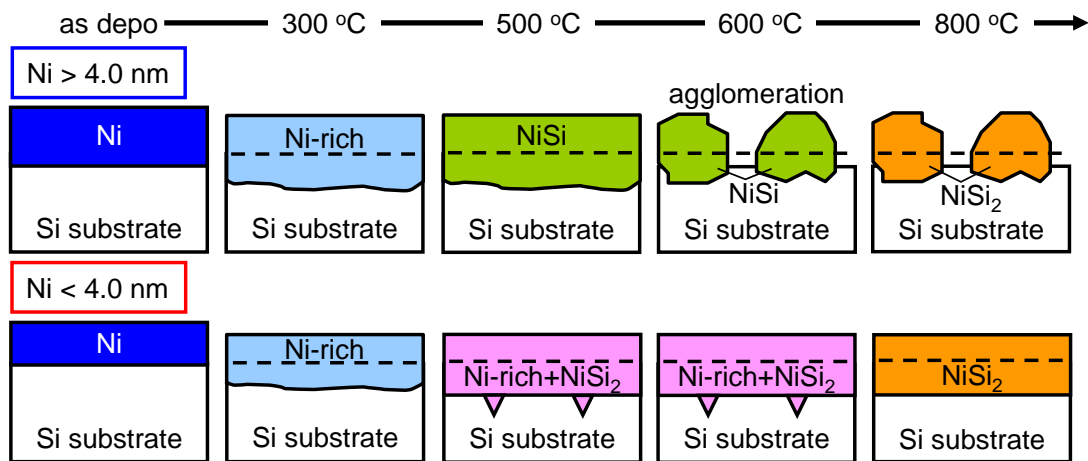 as depo 300 °C 500 °C 600 °C 800 °C
Ni > 4.0 nm
agglomeration
Ni Ni-rich NiSi
NiSi NiSi₂
Si substrate Si substrate Si substrate Si substrate Si substrate
Ni < 4.0 nm
Ni Ni-rich
Ni-rich+NiSi₂ Ni-rich+NiSi₂ NiSi₂
Si substrate Si substrate Si substrate Si substrate Si substrate